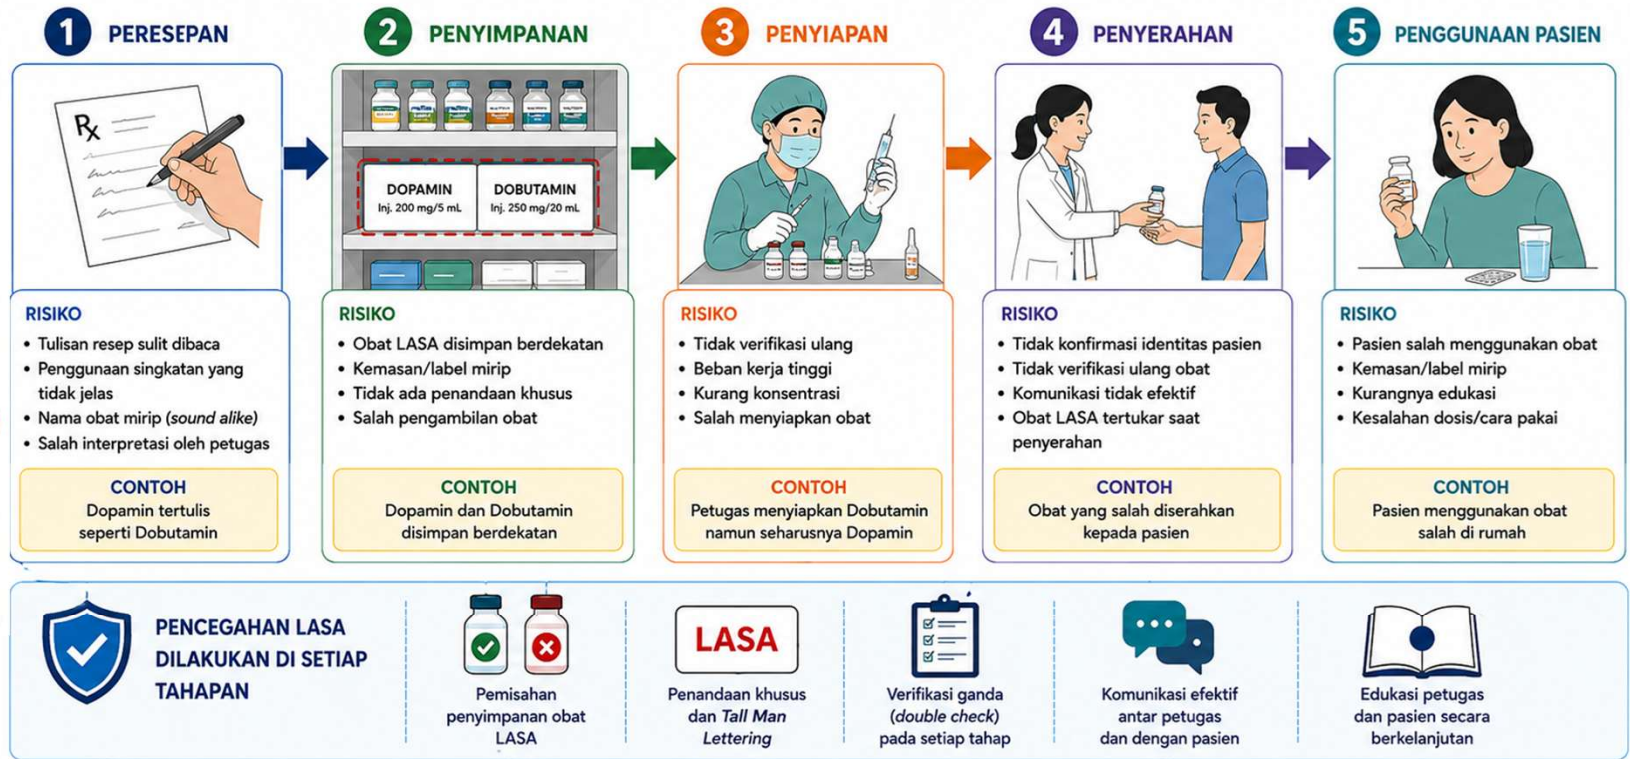 1 PERESEPAN
2 PENYIMPANAN
3 PENYIAPAN
4 PENYERAHAN
5 PENGGUNAAN PASIEN
Rx
DOPAMIN
Inj. 200 mg/5 mL
DOBUTAMIN
Inj. 250 mg/20 mL
RISIKO
• Tulisan resep sulit dibaca
• Penggunaan singkatan yang
tidak jelas
• Nama obat mirip (sound alike)
• Salah interpretasi oleh petugas
CONTOH
Dopamin tertulis
seperti Dobutamin
RISIKO
• Obat LASA disimpan berdekatan
• Kemasan/label mirip
• Tidak ada penandaan khusus
• Salah pengambilan obat
CONTOH
Dopamin dan Dobutamin
disimpan berdekatan
RISIKO
• Tidak verifikasi ulang
• Beban kerja tinggi
• Kurang konsentrasi
• Salah menyiapkan obat
CONTOH
Petugas menyiapkan Dobutamin
namun seharusnya Dopamin
RISIKO
• Tidak konfirmasi identitas pasien
• Tidak verifikasi ulang obat
• Komunikasi tidak efektif
• Obat LASA tertukar saat
penyerahan
CONTOH
Obat yang salah diserahkan
kepada pasien
RISIKO
• Pasien salah menggunakan obat
• Kemasan/label mirip
• Kurangnya edukasi
• Kesalahan dosis/cara pakai
CONTOH
Pasien menggunakan obat
salah di rumah
PENCEGAHAN LASA
DILAKUKAN DI SETIAP
TAHAPAN
Pemisahan
penyimpanan obat
LASA
LASA
Penandaan khusus
dan Tall Man
Lettering
Verifikasi ganda
(double check)
pada setiap tahap
Komunikasi efektif
antar petugas
dan dengan pasien
Edukasi petugas
dan pasien secara
berkelanjutan